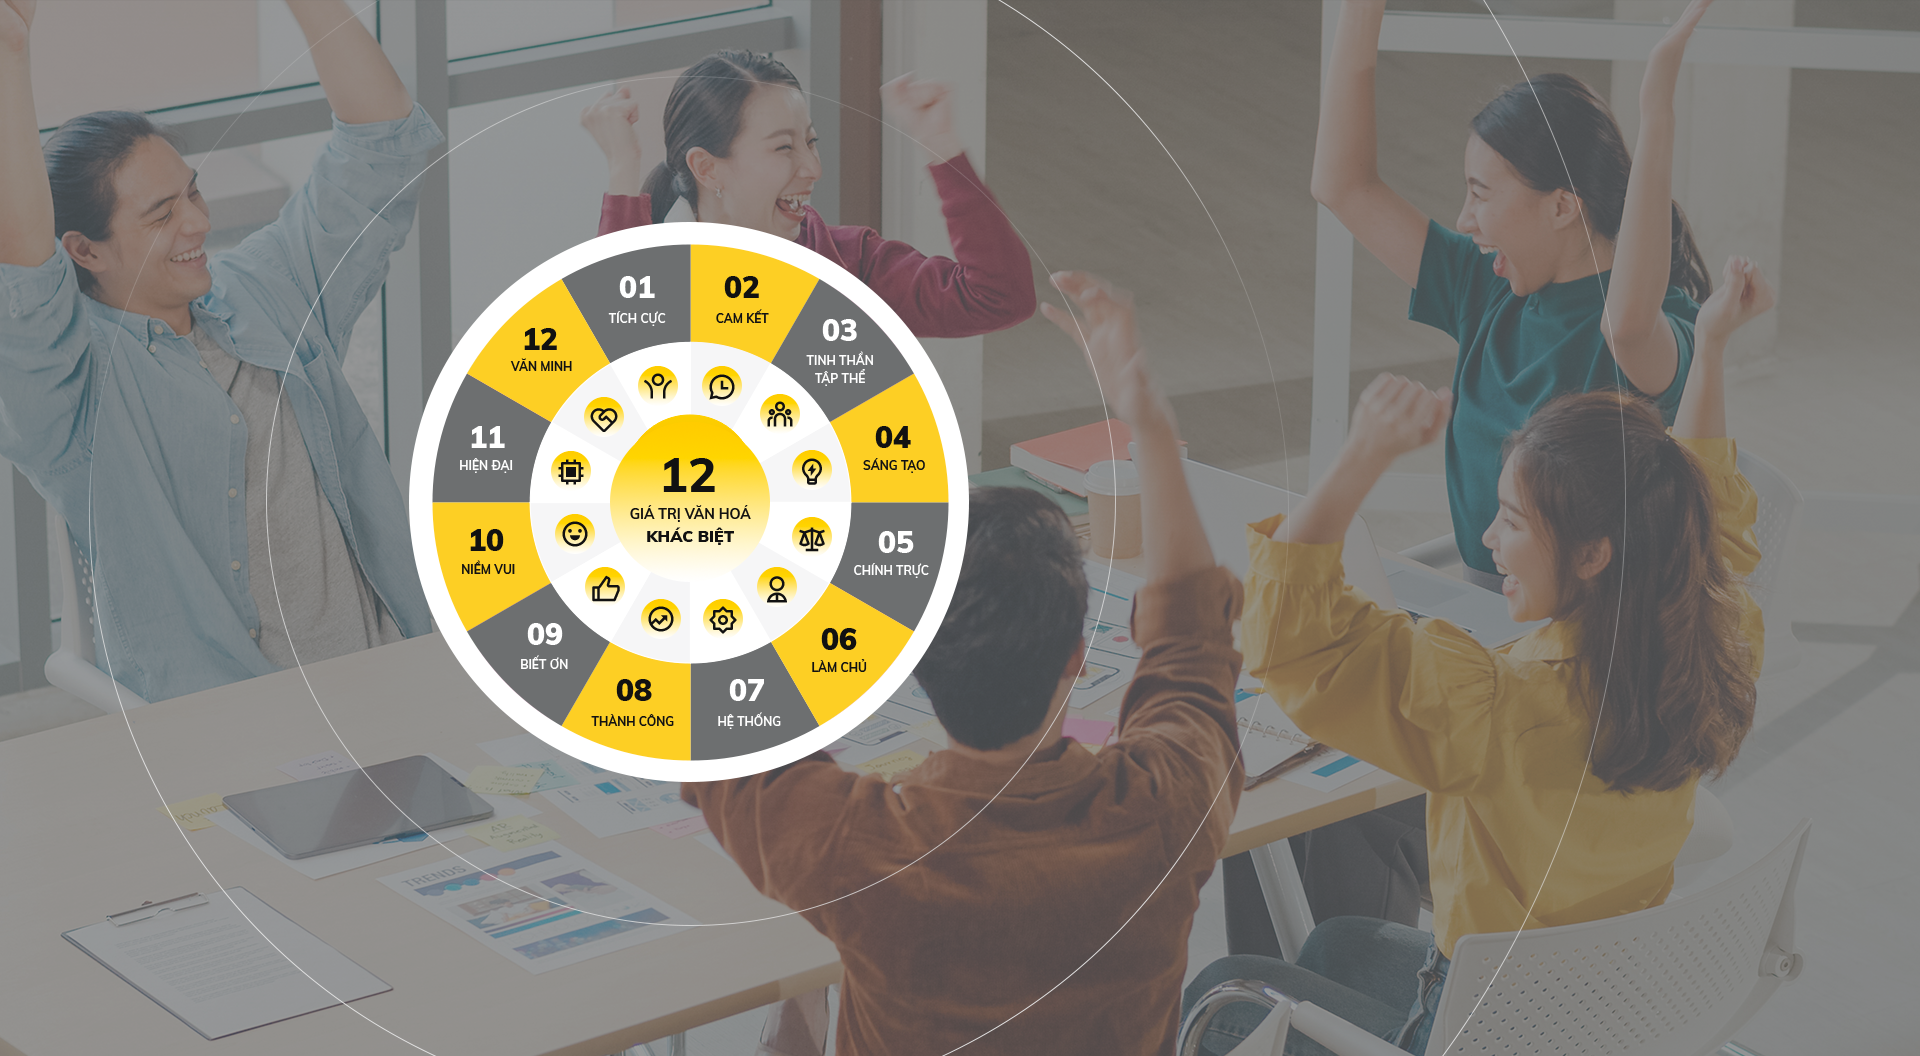 01
TÍCH CỰC
02
CAM KẾT
03
TINH THẦN
TẬP THỂ
04
SÁNG TẠO
05
CHÍNH TRỰC
06
LÀM CHỦ
07
HỆ THỐNG
08
THÀNH CÔNG
09
BIẾT ƠN
10
NIỀM VUI
11
HIỆN ĐẠI
12
VĂN MINH
12
GIÁ TRỊ VĂN HOÁ
KHÁC BIỆT
TRENDS